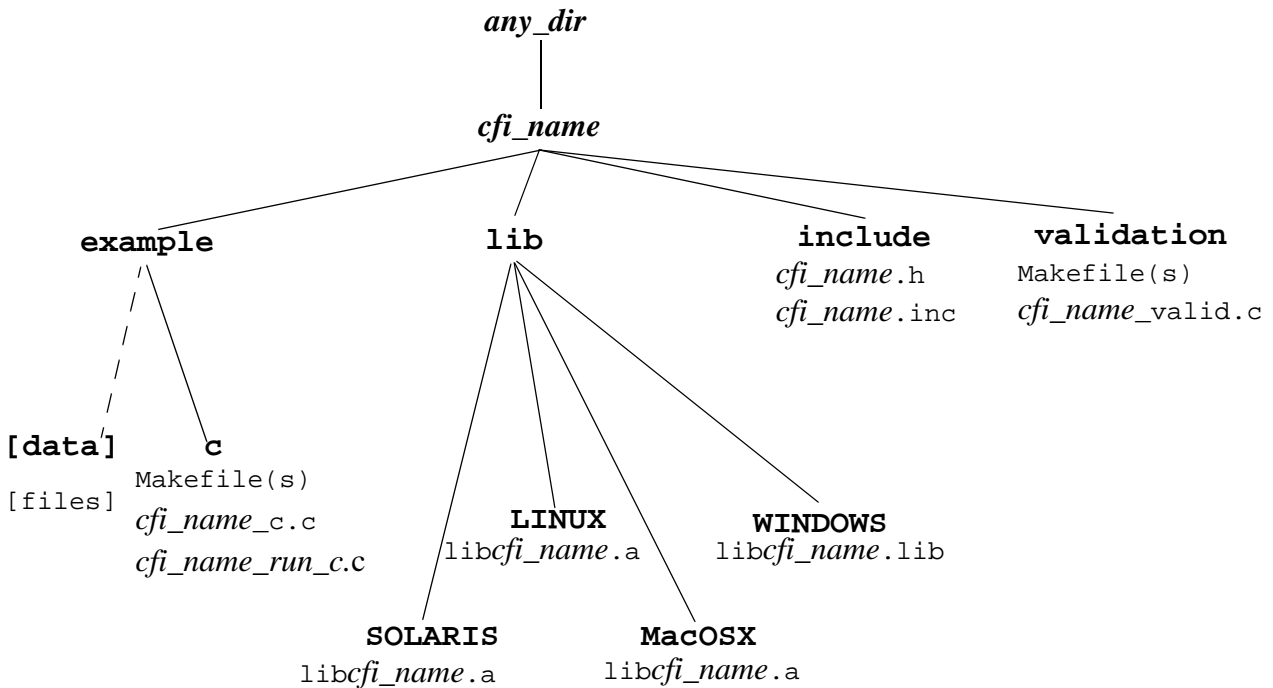 any_dir
cfi_name
example
lib
include
cfi_name.h
cfi_name.inc
validation
Makefile(s)
cfi_name_valid.c
[data]
[files]
c
Makefile(s)
cfi_name_c.c
cfi_name_run_c.c
LINUX
libcfi_name.a
WINDOWS
libcfi_name.lib
SOLARIS
libcfi_name.a
MacOSX
libcfi_name.a